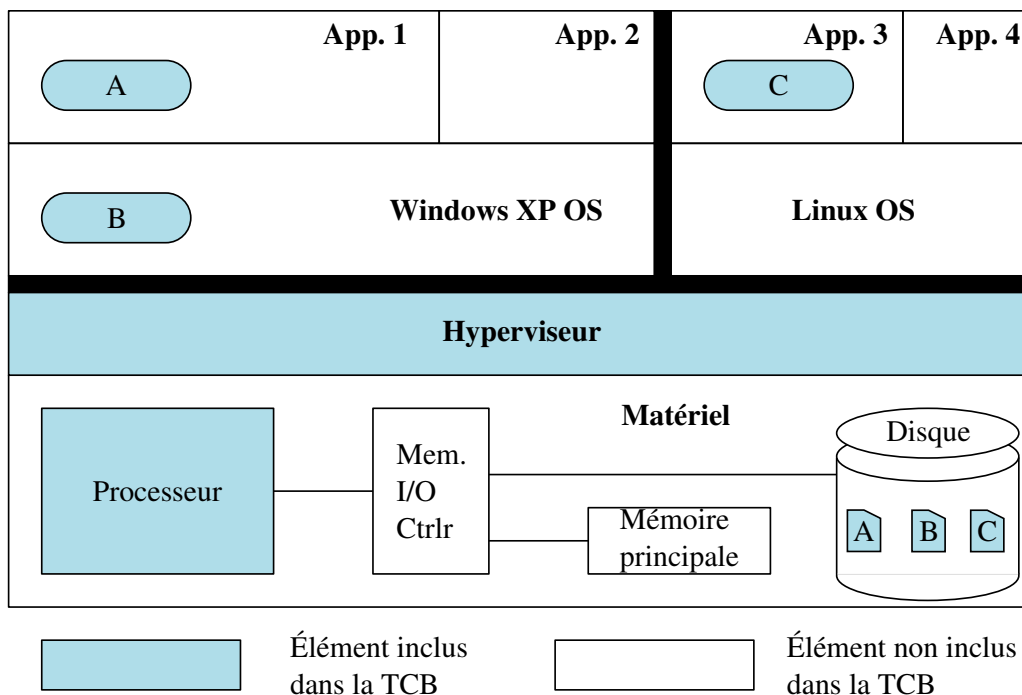 App. 1
App. 2
App. 3
App. 4
A
C
B
Windows XP OS
Linux OS
Hyperviseur
Matériel
Processeur
Mem.
I/O
Ctrlr
Mémoire
principale
Disque
A
B
C
Élément inclus
dans la TCB
Élément non inclus
dans la TCB